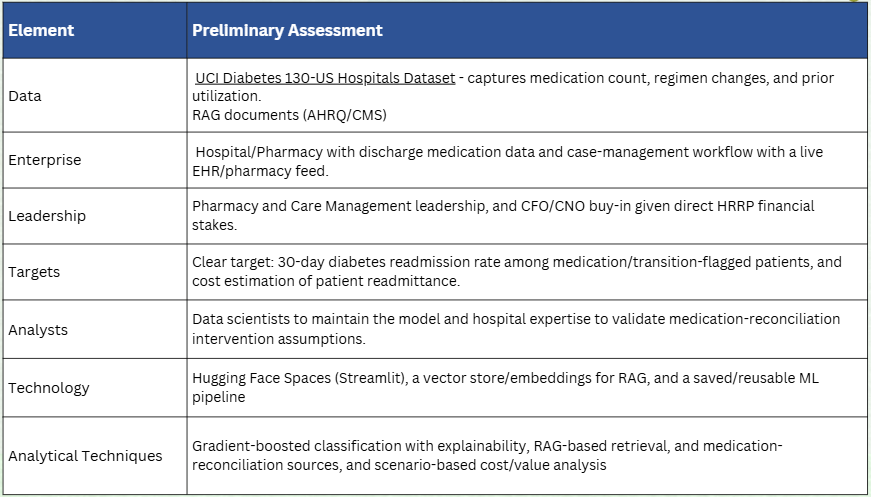 Element
Preliminary Assessment
Data
UCI Diabetes 130-US Hospitals Dataset - captures medication count, regimen changes, and prior
utilization.
RAG documents (AHRQ/CMS)
Enterprise
Hospital/Pharmacy with discharge medication data and case-management workflow with a live
EHR/pharmacy feed.
Leadership
Pharmacy and Care Management leadership, and CFO/CNO buy-in given direct HRRP financial
stakes.
Targets
Clear target: 30-day diabetes readmission rate among medication/transition-flagged patients, and
cost estimation of patient readmittance.
Analysts
Data scientists to maintain the model and hospital expertise to validate medication-reconciliation
intervention assumptions.
Technology
Hugging Face Spaces (Streamlit), a vector store/embeddings for RAG, and a saved/reusable ML
pipeline
Analytical Techniques
Gradient-boosted classification with explainability, RAG-based retrieval, and medication-
reconciliation sources, and scenario-based cost/value analysis